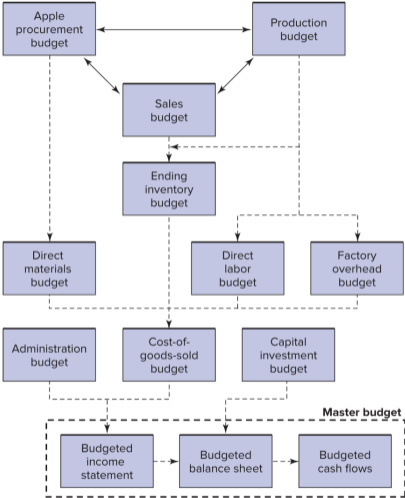 Apple
procurement
budget
Production
budget
Sales
budget
Ending
inventory
budget
Direct
materials
budget
Direct
labor
budget
Factory
overhead
budget
Administration
budget
Cost-of-
goods-sold
budget
Capital
investment
budget
Master budget
Budgeted
income
statement
Budgeted
balance sheet
Budgeted
cash flows